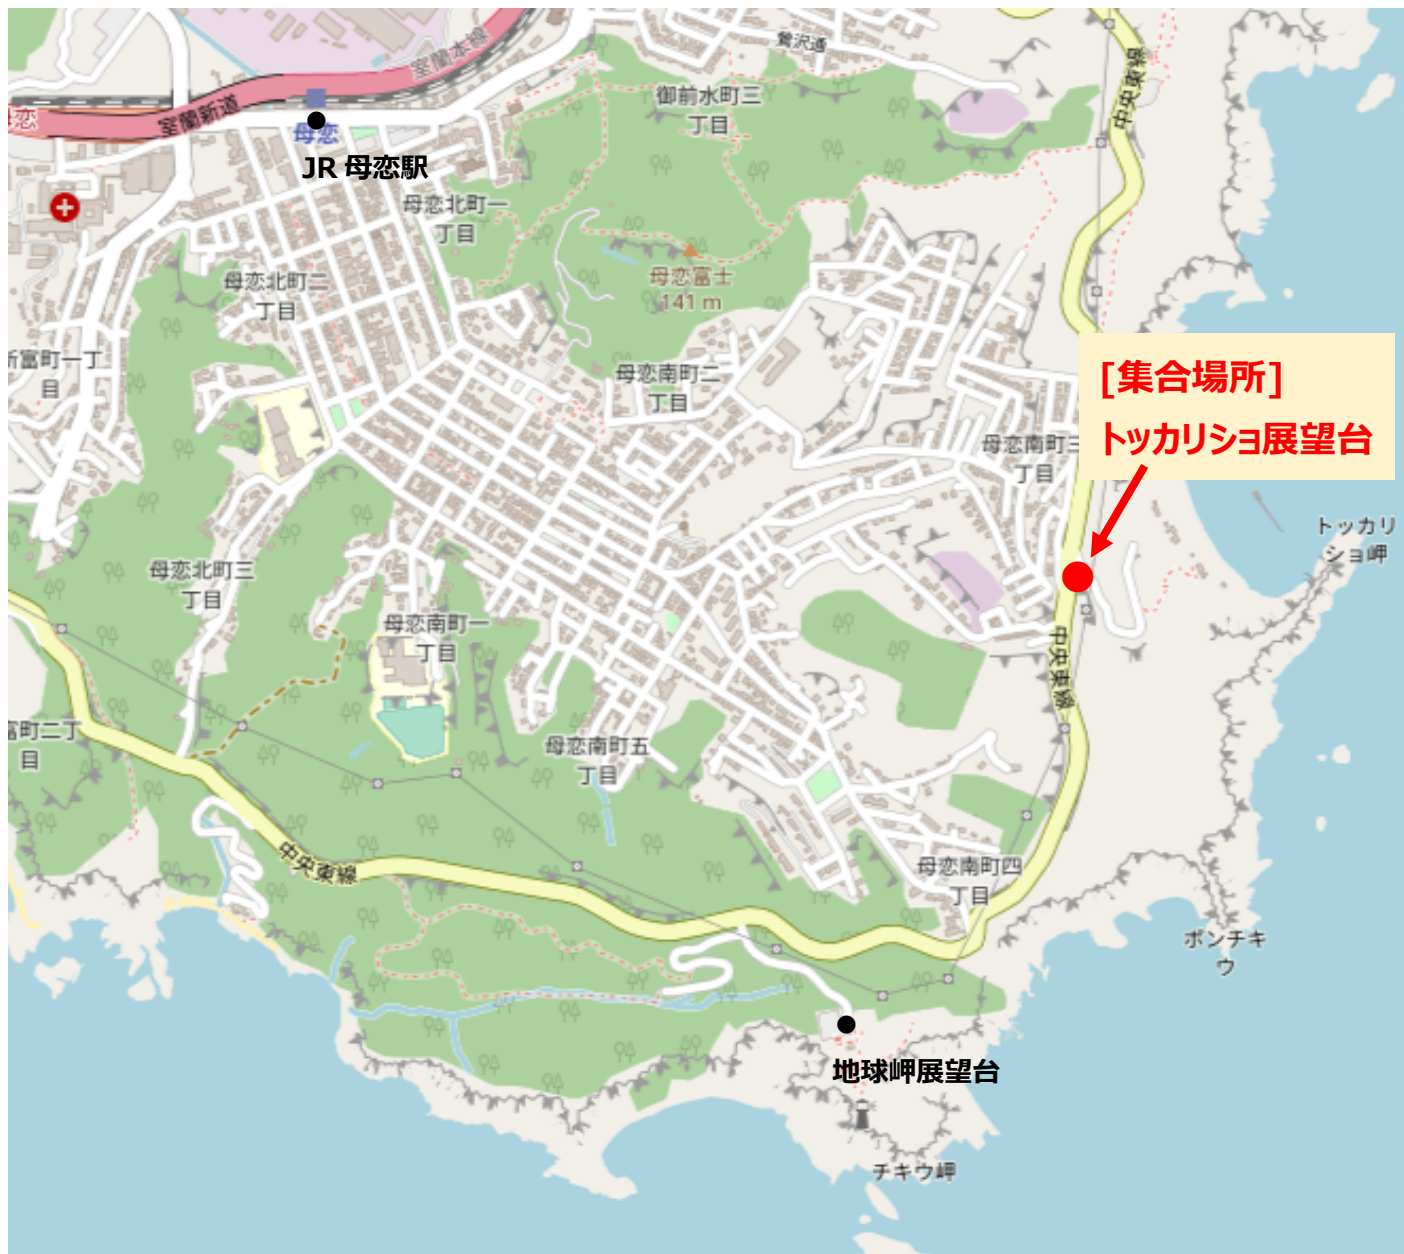 室蘭本線
鷲沢通
中央東線
御前水町三
丁目
室蘭新道
母恋
母恋
JR 母恋駅
母恋北町一
丁目
母恋北町二
丁目
母恋富士
141 m
新富町一丁
目
母恋南町二
丁目
[集合場所]
トッカリショ展望台
母恋南町三
丁目
トッカリ
ショ岬
母恋北町三
丁目
母恋南町一
丁目
中央東線
富町二丁
目
母恋南町五
丁目
中央東線
母恋南町四
丁目
ポンチキ
ウ
地球岬展望台
チキウ岬